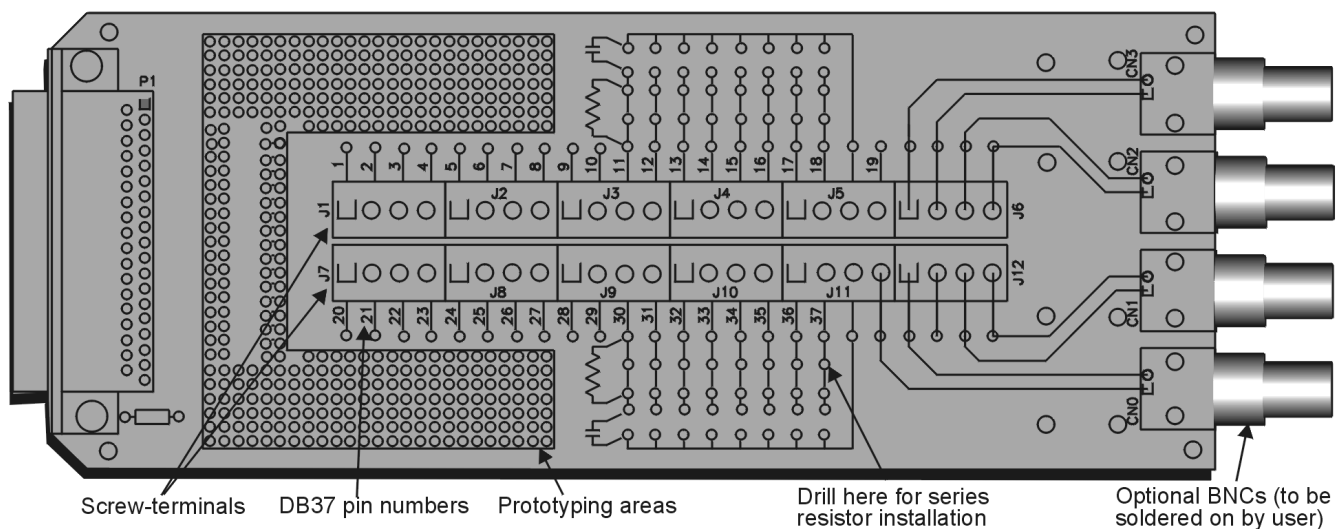 P1
1 2 3 4 5 6 7 8 9 10 11 12 13 14 15 16 17 18 19
J1 J2 J3 J4 J5 J6
J7 J8 J9 J10 J11 J12
20 21 22 23 24 25 26 27 28 29 30 31 32 33 34 35 36 37
CN3
CN2
CN1
CN0
Screw-terminals
DB37 pin numbers
Prototyping areas
Drill here for series
resistor installation
Optional BNCs (to be
soldered on by user)